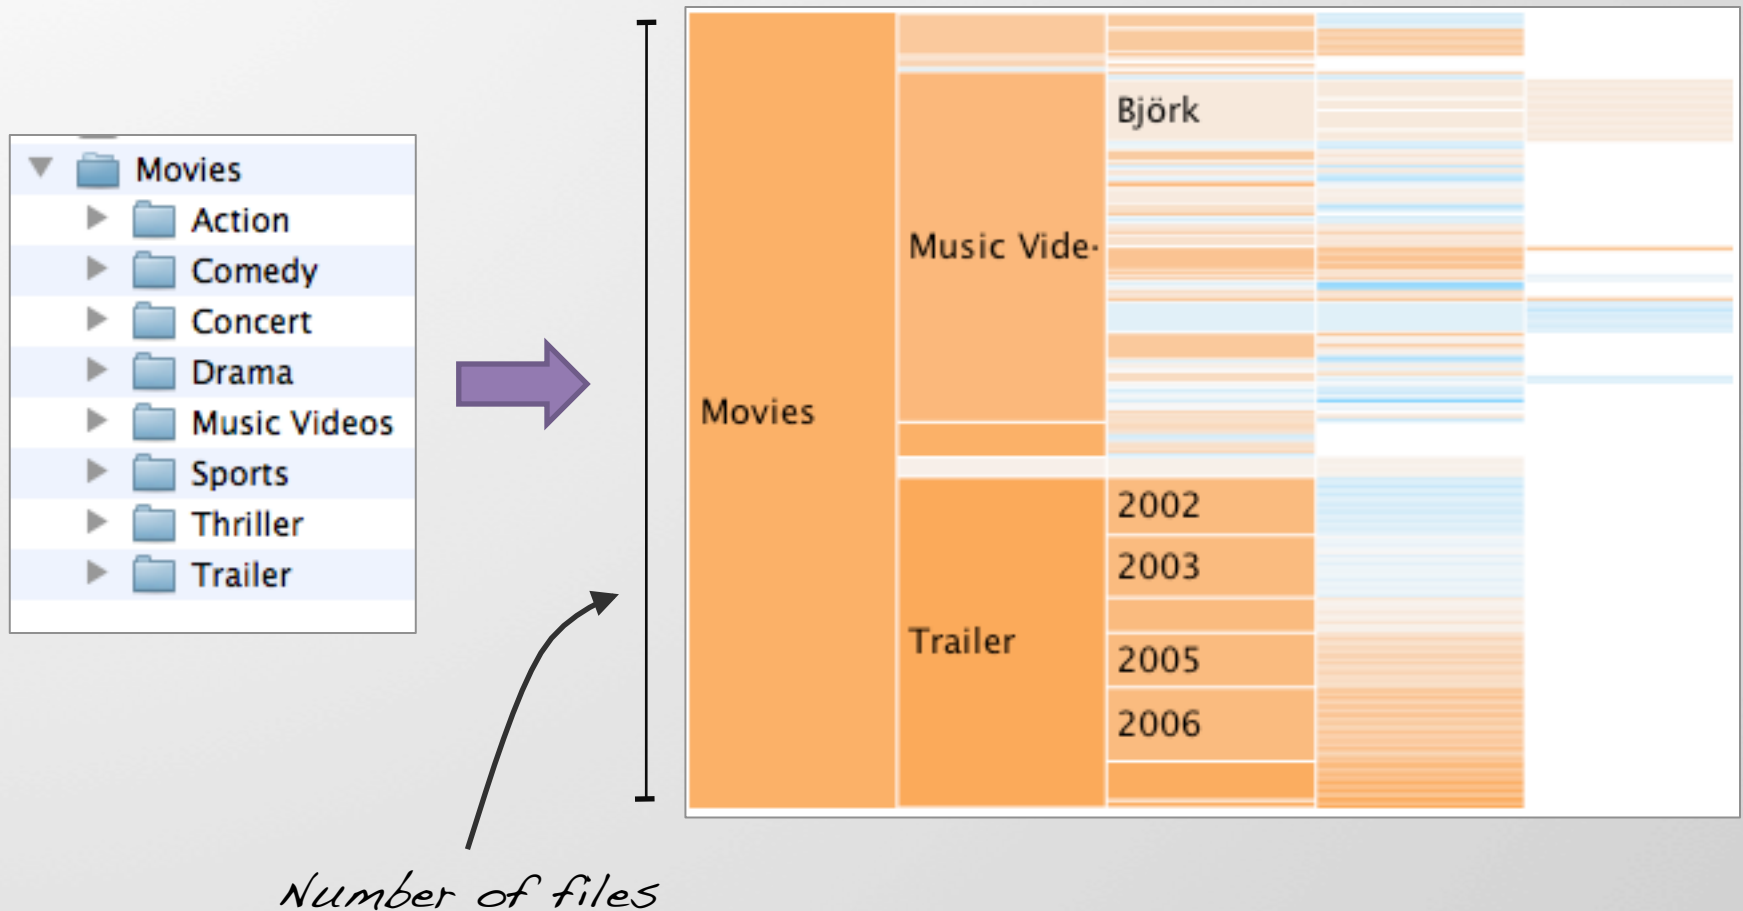 Movies
Action
Comedy
Concert
Drama
Music Videos
Sports
Thriller
Trailer
Number of files
Movies
Music Vide·
Trailer
Björk
2002
2003
2005
2006